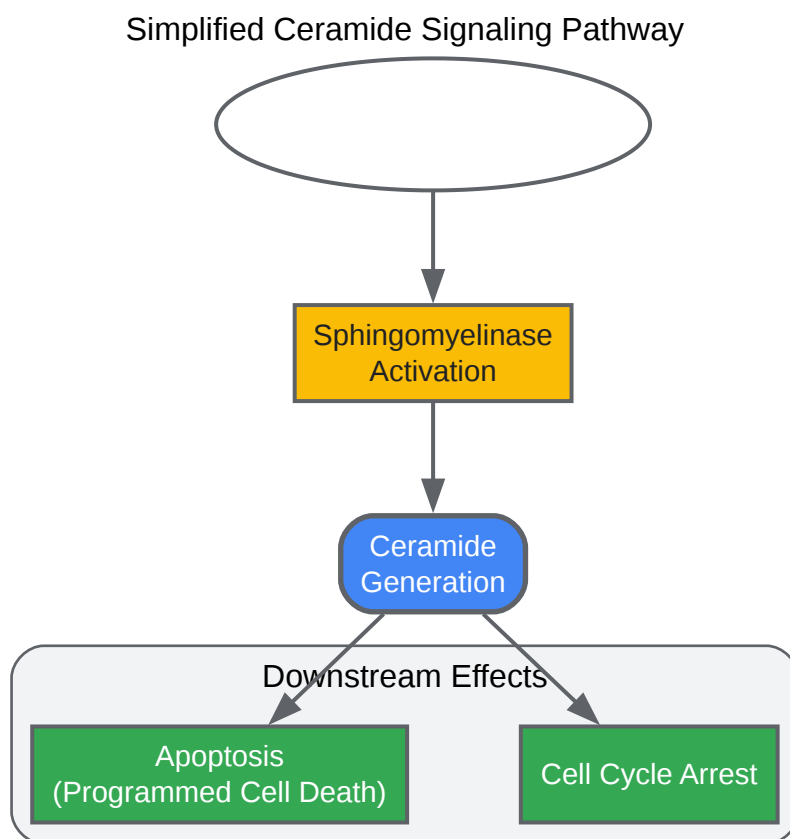 Simplified Ceramide Signaling Pathway
Sphingomyelinase
Activation
Ceramide
Generation
Downstream Effects
Apoptosis
(Programmed Cell Death)
Cell Cycle Arrest